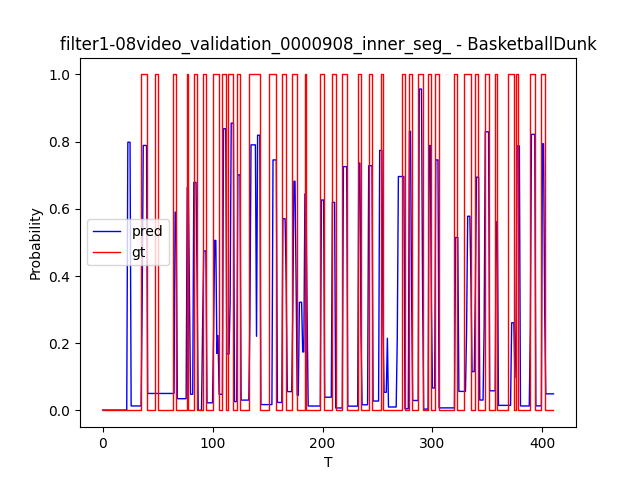 filter1-08video_validation_0000908_inner_seg_ - BasketballDunk
1.0
0.8
0.6
0.4
0.2
0.0
Probability
pred
gt
0
100
200
300
400
T